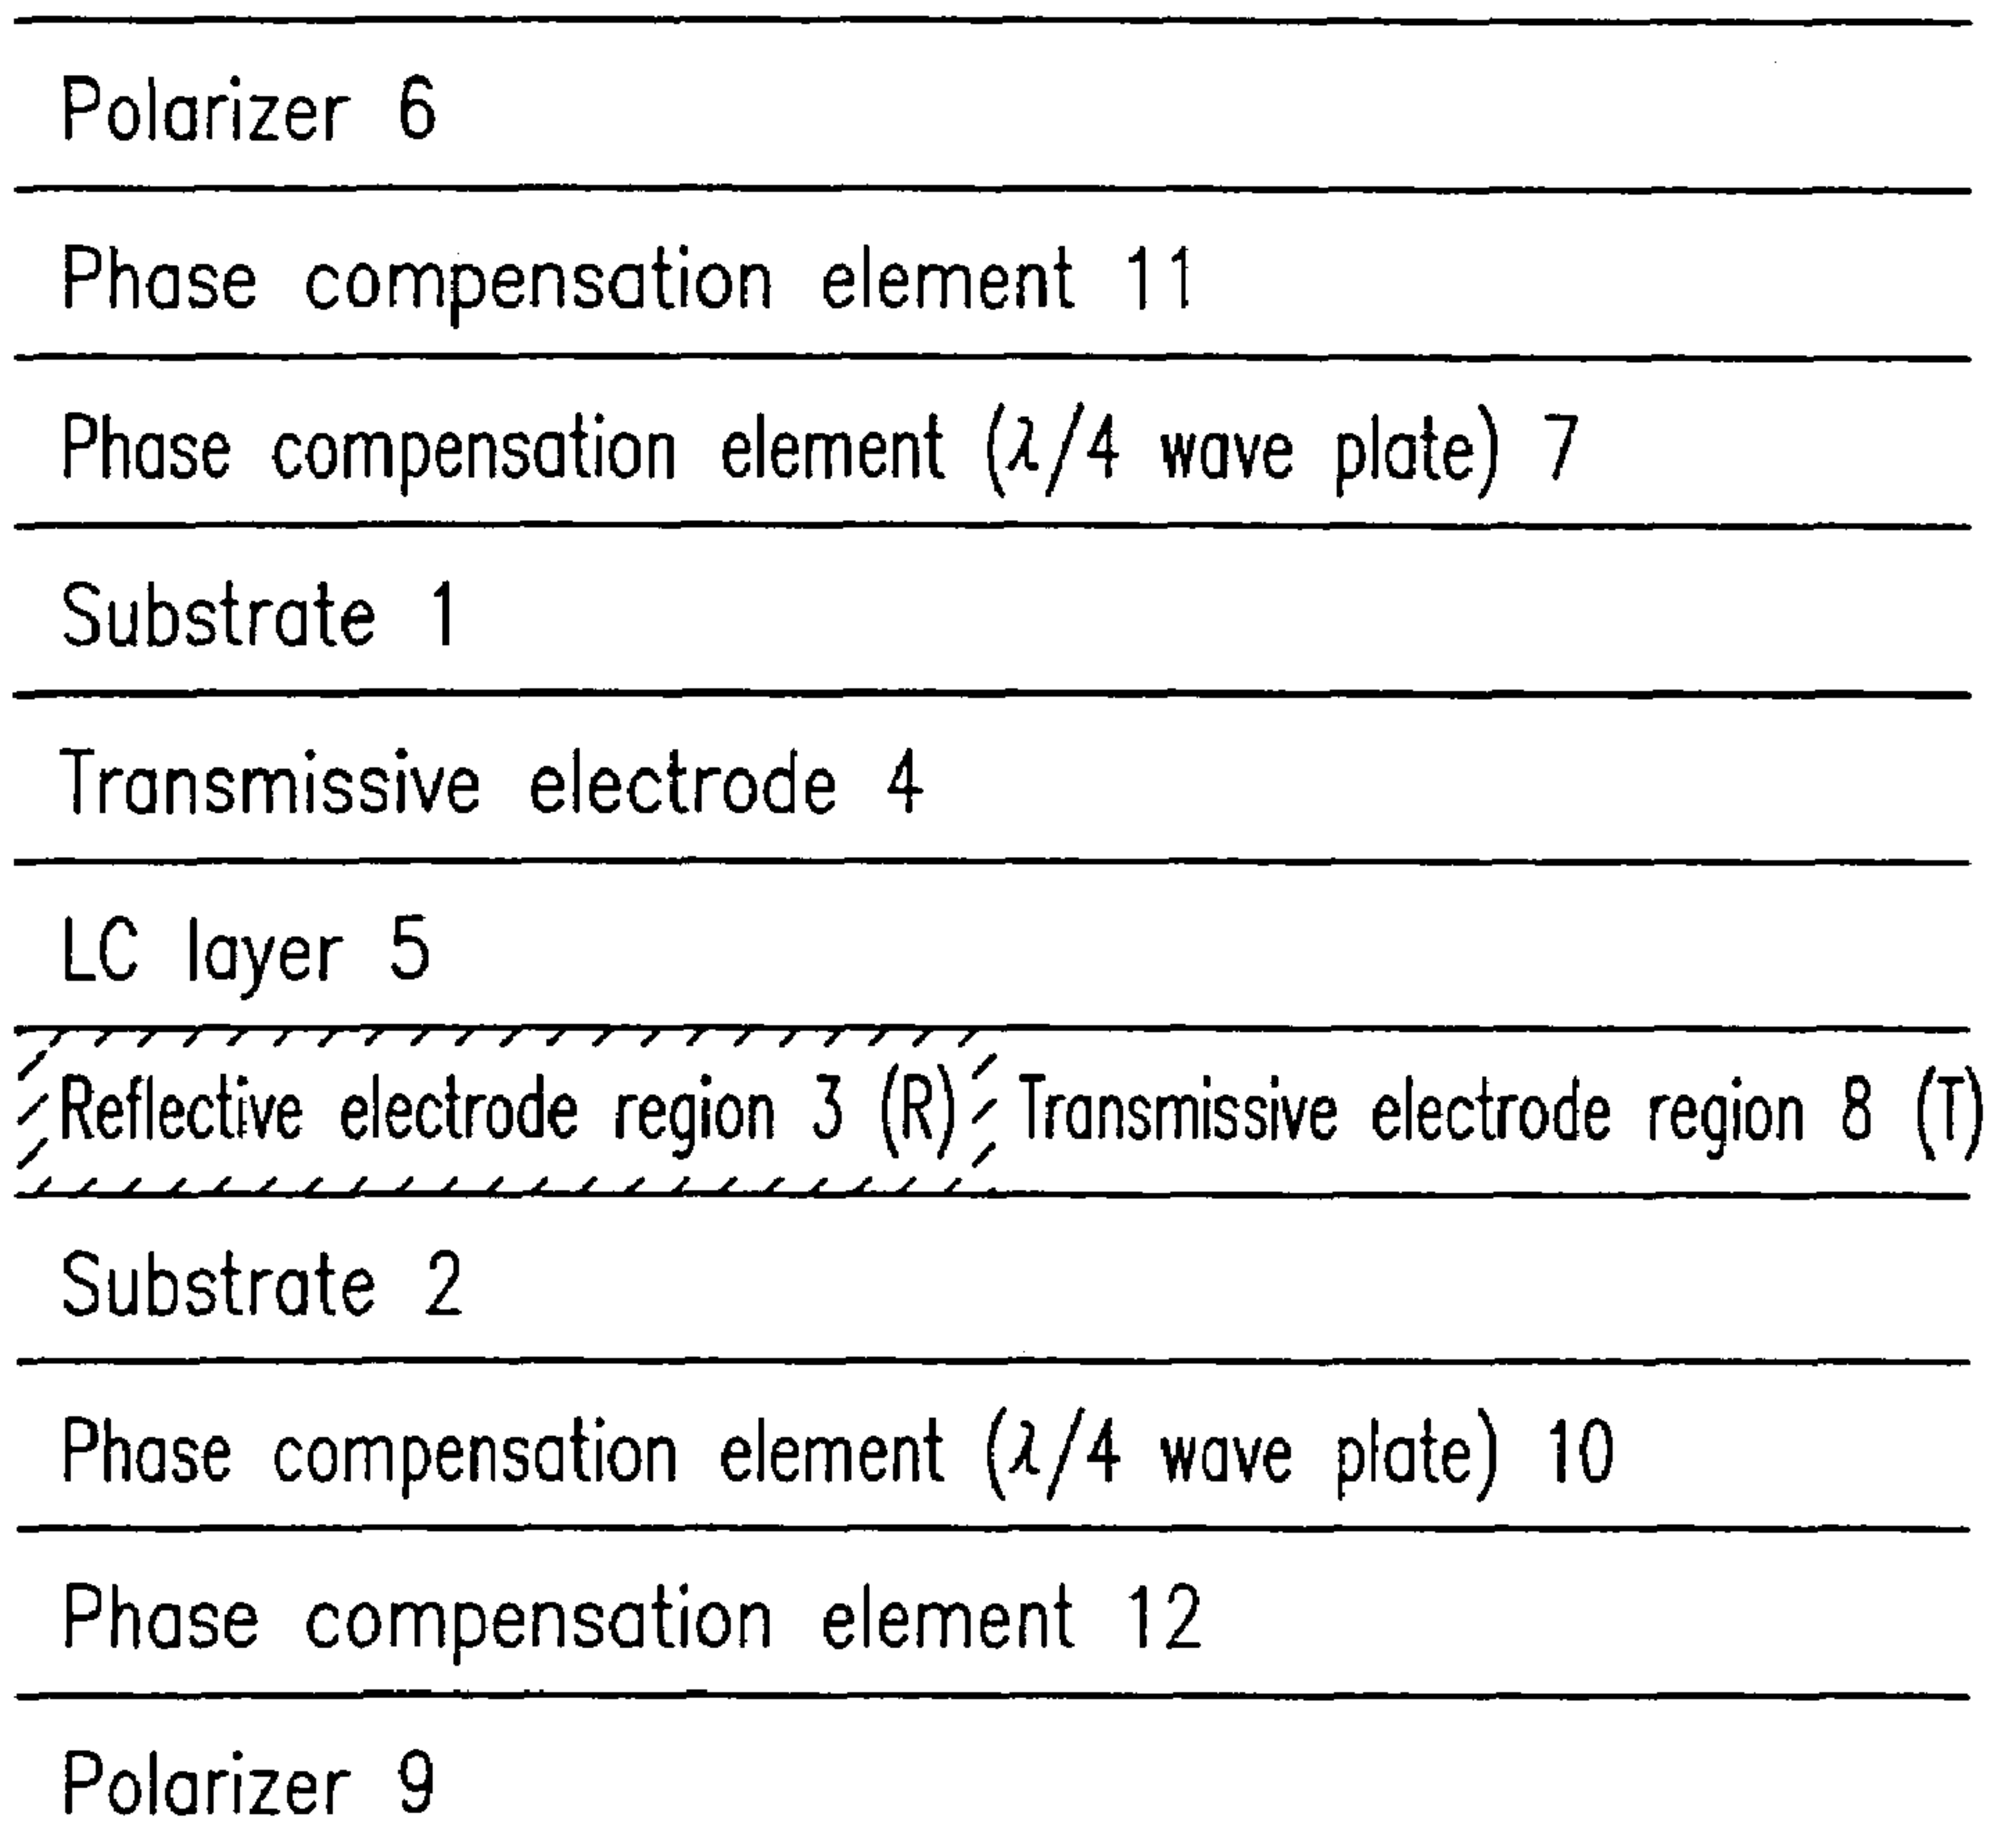 Polarizer 6
Phase compensation element 11
Phase compensation element (λ/4 wave plate) 7
Substrate 1
Transmissive electrode 4
LC layer 5
Reflective electrode region 3 (R) Transmissive electrode region 8 (T)
Substrate 2
Phase compensation element (λ/4 wave plate) 10
Phase compensation element 12
Polarizer 9